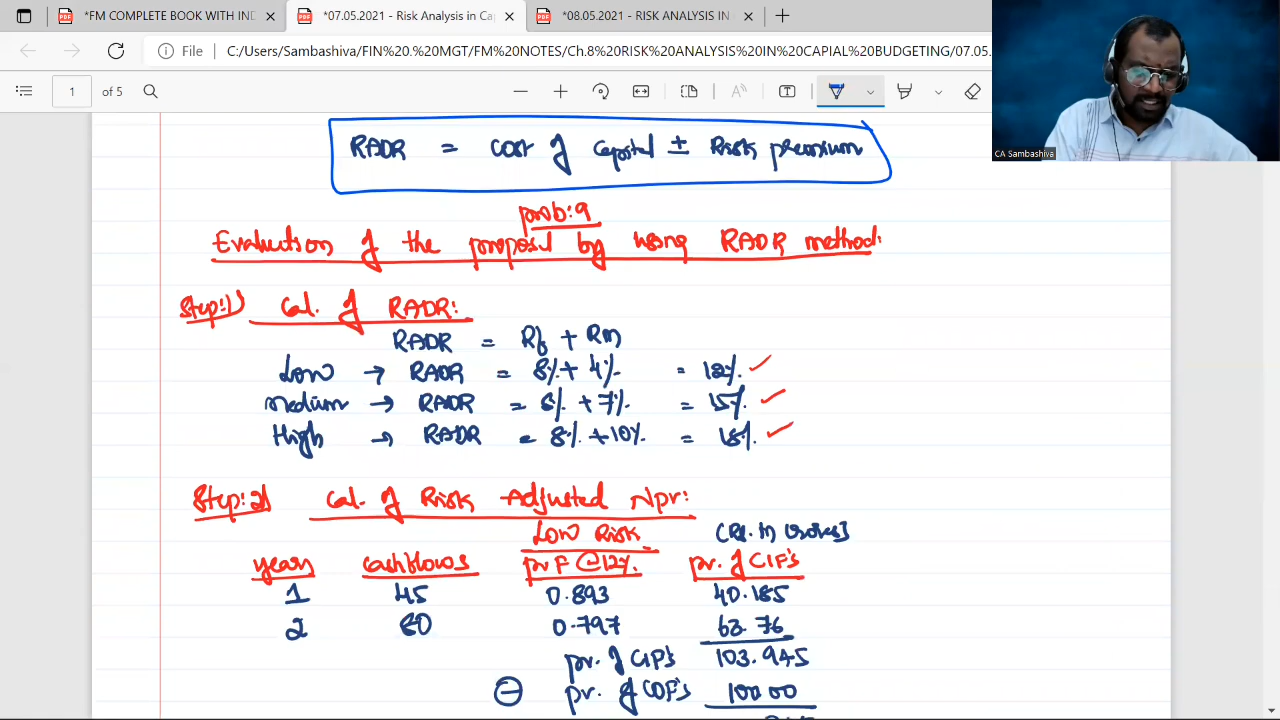 *FM COMPLETE BOOK WITH IND
*07.05.2021 - Risk Analysis in Ca
*08.05.2021 - RISK ANALYSIS IN
File
C:/Users/Sambashiva/FIN%20.%20MGT/FM%20NOTES/Ch.8%20RISK%20ANALYSIS%20IN%20CAPIAL%20BUDGETING/07.05.
1 of 5
CA Sambashiva
RADR = Cost of Capital ± Risk premium
prob:9
Evaluation of the proposal by using RADR method:
Step:1) Cal. of RADR:
RADR = Rf + Rm
Low → RADR = 8% + 4% = 12%
medium → RADR = 8% + 7% = 15%
High → RADR = 8% + 10% = 18%
Step:2) Cal. of Risk Adjusted Npv:
Low Risk (Rs. in crores)
years cashflows pvF @12% pv. of CIF's
1 45 0.893 40.185
2 80 0.797 63.76
pv. of CIF's 103.945
⊖ pv. of COF's 100.00